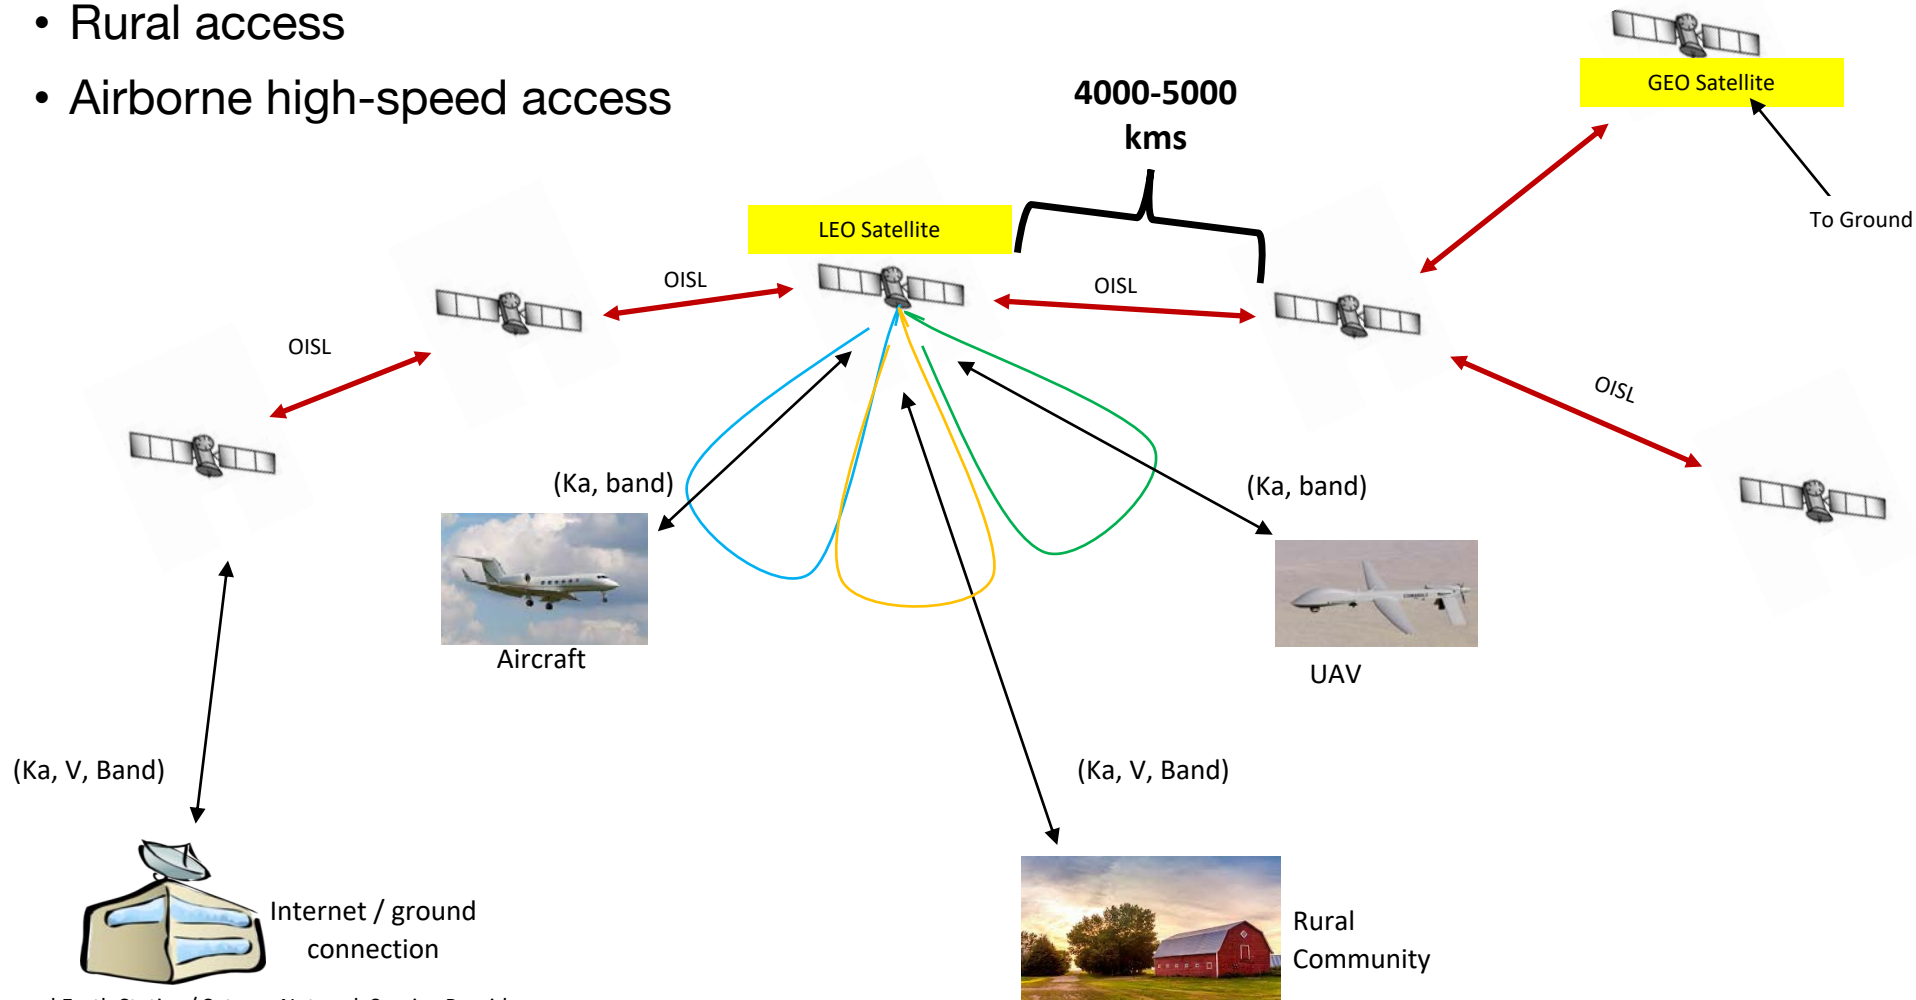 • Rural access
• Airborne high-speed access
4000-5000
kms
GEO Satellite
To Ground
LEO Satellite
OISL
OISL
OISL
OISL
(Ka, band)
(Ka, band)
Aircraft
UAV
(Ka, V, Band)
(Ka, V, Band)
Internet / ground
connection
Rural
Community